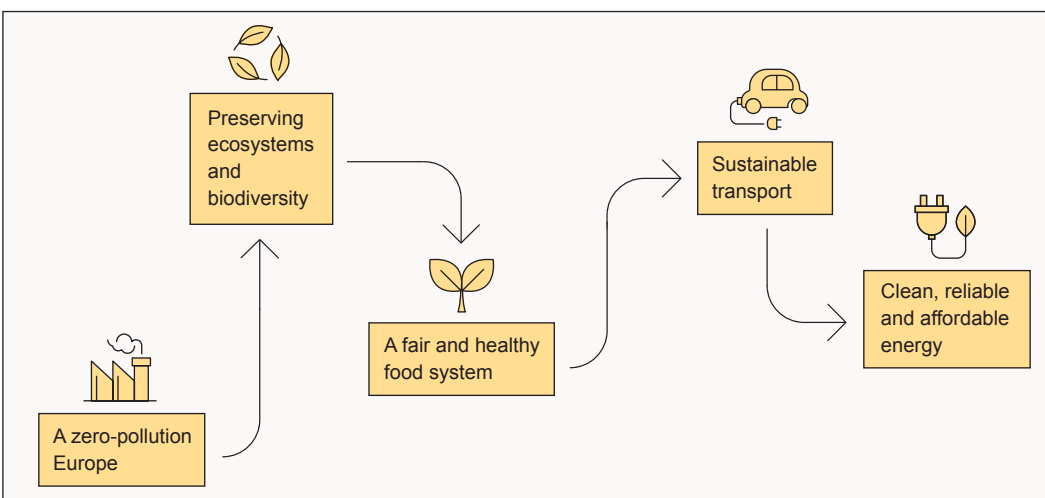 A zero-pollution
Europe
Preserving
ecosystems
and
biodiversity
A fair and healthy
food system
Sustainable
transport
Clean, reliable
and affordable
energy